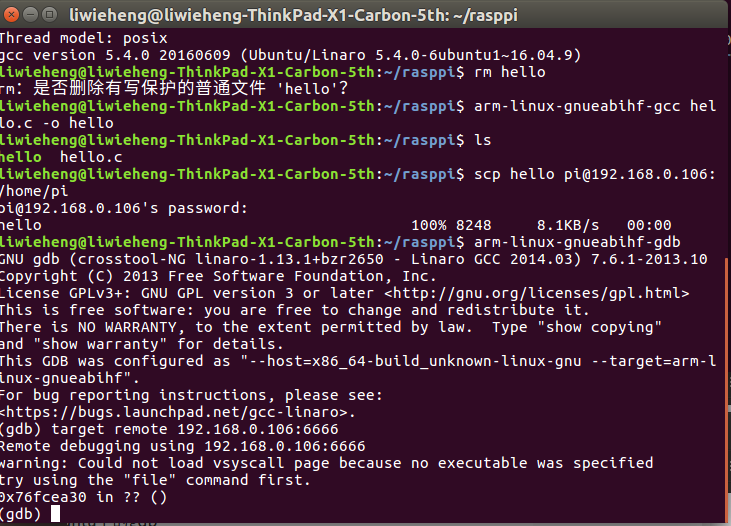 liwieheng@liwieheng-ThinkPad-X1-Carbon-5th: ~/rasppi
Thread model: posix
gcc version 5.4.0 20160609 (Ubuntu/Linaro 5.4.0-6ubuntu1~16.04.9)
liwieheng@liwieheng-ThinkPad-X1-Carbon-5th:~/rasppi$ rm hello
rm: 是否删除有写保护的普通文件 'hello'?
liwieheng@liwieheng-ThinkPad-X1-Carbon-5th:~/rasppi$ arm-linux-gnueabihf-gcc hel
lo.c -o hello
liwieheng@liwieheng-ThinkPad-X1-Carbon-5th:~/rasppi$ ls
hello  hello.c
liwieheng@liwieheng-ThinkPad-X1-Carbon-5th:~/rasppi$ scp hello pi@192.168.0.106:
/home/pi
pi@192.168.0.106's password:
hello                                         100% 8248     8.1KB/s   00:00
liwieheng@liwieheng-ThinkPad-X1-Carbon-5th:~/rasppi$ arm-linux-gnueabihf-gdb
GNU gdb (crosstool-NG linaro-1.13.1+bzr2650 - Linaro GCC 2014.03) 7.6.1-2013.10
Copyright (C) 2013 Free Software Foundation, Inc.
License GPLv3+: GNU GPL version 3 or later <http://gnu.org/licenses/gpl.html>
This is free software: you are free to change and redistribute it.
There is NO WARRANTY, to the extent permitted by law.  Type "show copying"
and "show warranty" for details.
This GDB was configured as "--host=x86_64-build_unknown-linux-gnu --target=arm-l
inux-gnueabihf".
For bug reporting instructions, please see:
<https://bugs.launchpad.net/gcc-linaro>.
(gdb) target remote 192.168.0.106:6666
Remote debugging using 192.168.0.106:6666
warning: Could not load vsyscall page because no executable was specified
try using the "file" command first.
0x76fcea30 in ?? ()
(gdb)